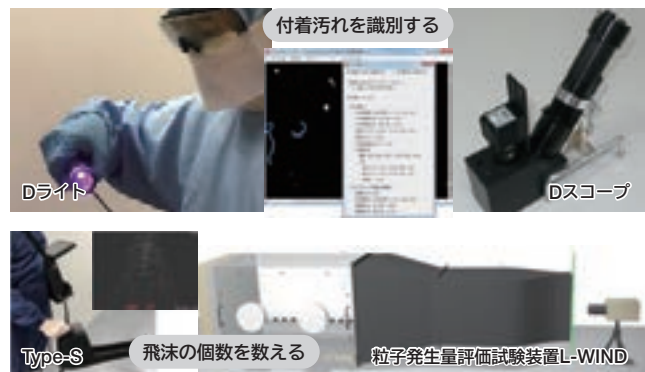 付着汚れを識別する
Dライト
Dスコープ
Type-S
飛沫の個数を数える
粒子発生量評価試験装置L-WIND